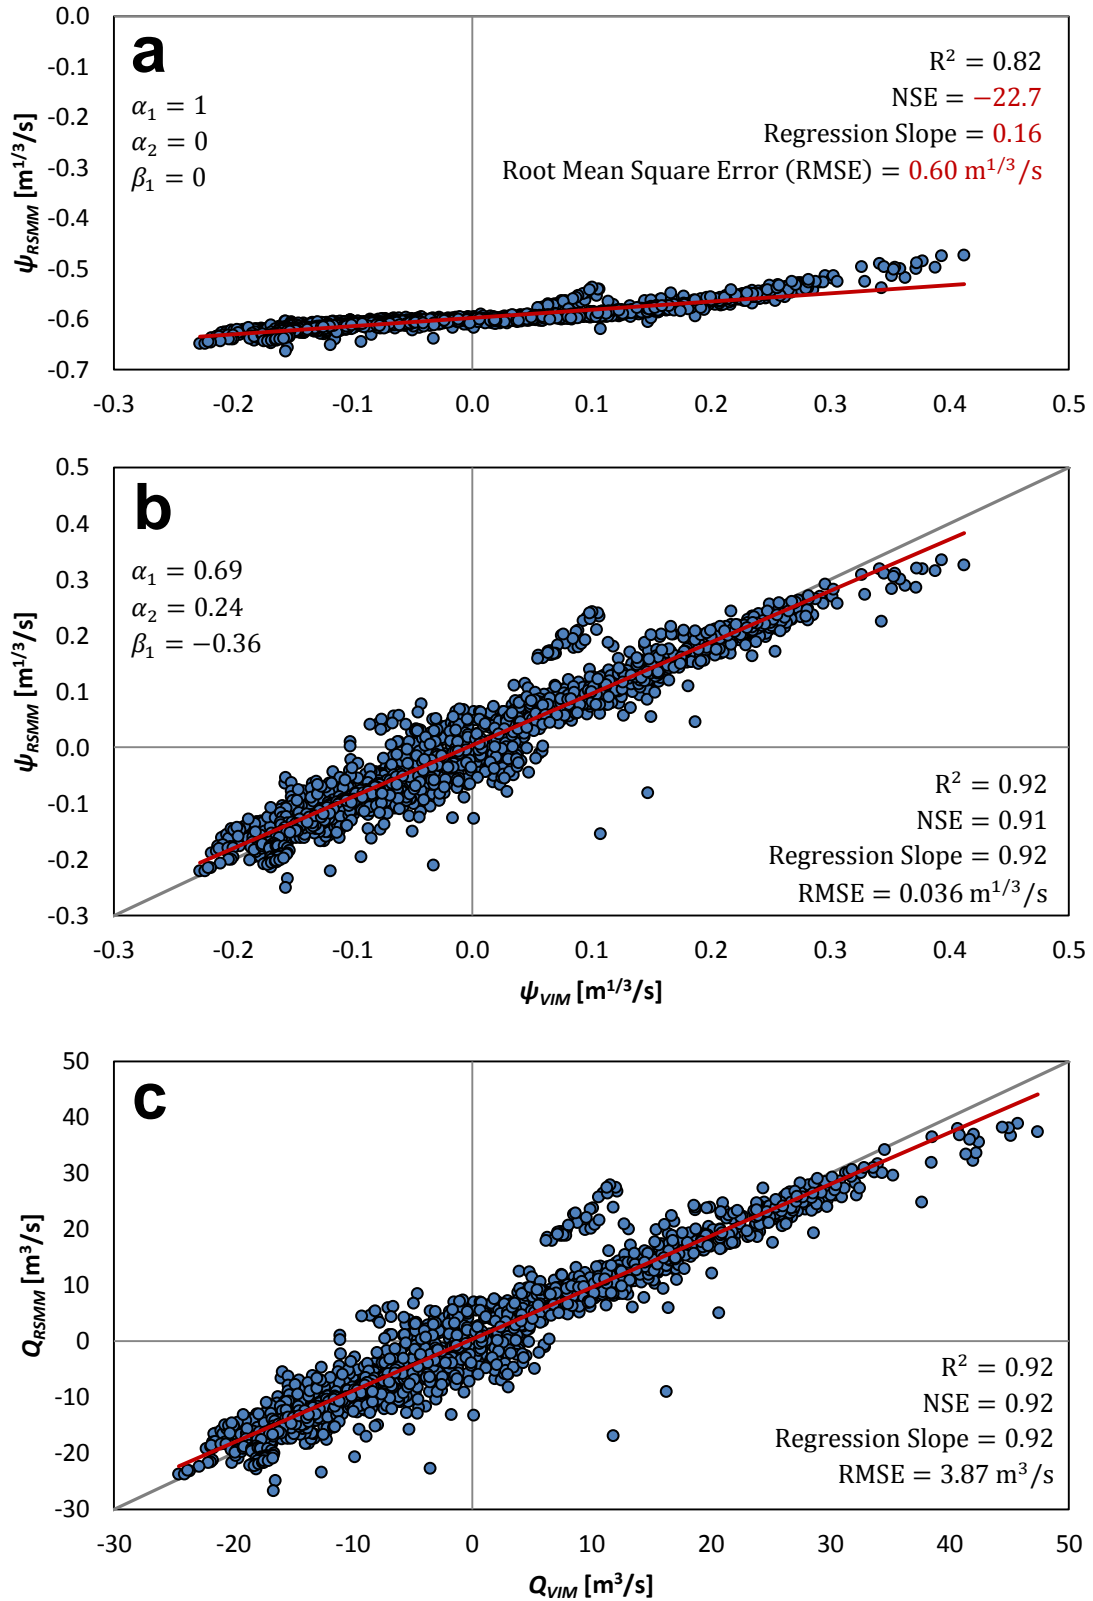 a
α₁ = 1
α₂ = 0
β₁ = 0
R² = 0.82
NSE = −22.7
Regression Slope = 0.16
Root Mean Square Error (RMSE) = 0.60 m^1/3/s
ψRSMM [m^1/3/s]
0.0
-0.1
-0.2
-0.3
-0.4
-0.5
-0.6
-0.7
-0.3 -0.2 -0.1 0.0 0.1 0.2 0.3 0.4 0.5
b
α₁ = 0.69
α₂ = 0.24
β₁ = −0.36
R² = 0.92
NSE = 0.91
Regression Slope = 0.92
RMSE = 0.036 m^1/3/s
ψRSMM [m^1/3/s]
0.5
0.4
0.3
0.2
0.1
0.0
-0.1
-0.2
-0.3
-0.3 -0.2 -0.1 0.0 0.1 0.2 0.3 0.4 0.5
ψVIM [m^1/3/s]
c
R² = 0.92
NSE = 0.92
Regression Slope = 0.92
RMSE = 3.87 m³/s
QRSMM [m³/s]
50
40
30
20
10
0
-10
-20
-30
-30 -20 -10 0 10 20 30 40 50
QVIM [m³/s]